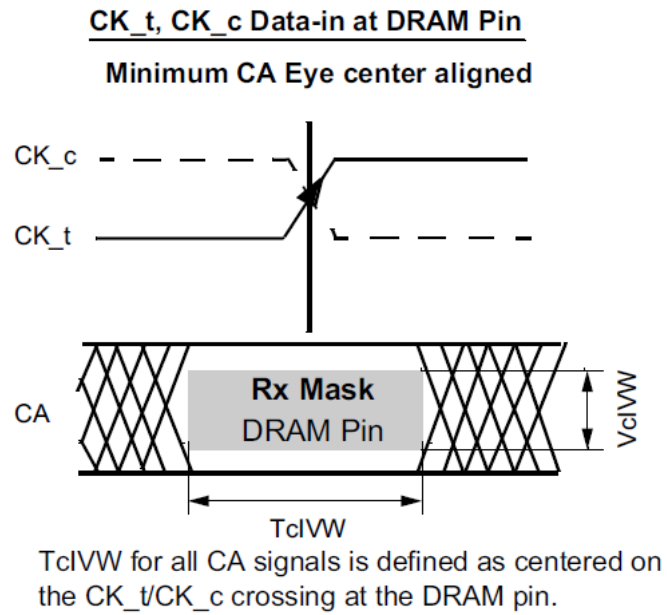 CK_t, CK_c Data-in at DRAM Pin
Minimum CA Eye center aligned
CK_c
CK_t
CA
Rx Mask
DRAM Pin
VcIVW
TcIVW
TcIVW for all CA signals is defined as centered on
the CK_t/CK_c crossing at the DRAM pin.